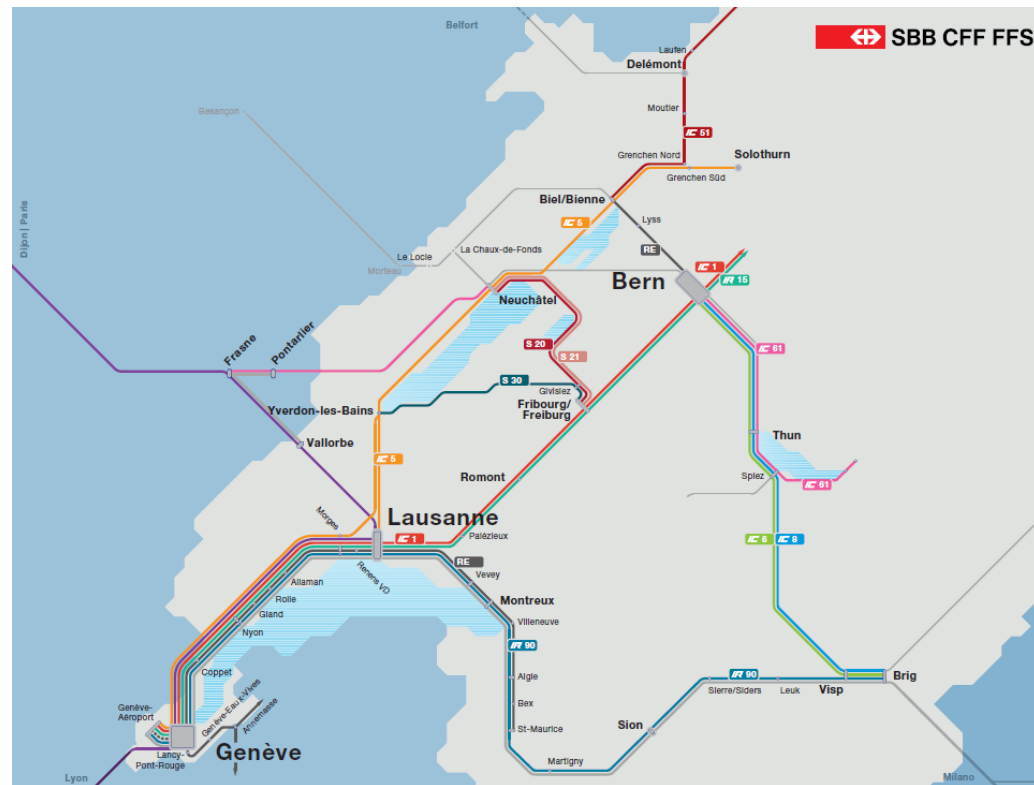 Belfort
SBB CFF FFS
Laufen
Delémont
Besançon
Moutier
IC 51
Grenchen Nord
Solothurn
Grenchen Süd
Biel/Bienne
Dijon | Paris
IC 5
Lyss
La Chaux-de-Fonds
RE
Le Locle
Morteau
IC 1
IR 15
Bern
Neuchâtel
Pontarlier
Frasne
S 20
S 21
IC 61
S 30
Givisiez
Fribourg/
Freiburg
Yverdon-les-Bains
Thun
Vallorbe
IC 5
Spiez
IC 61
Romont
Lausanne
Morges
IC 1
Palézieux
IC 6
IC 8
Renens VD
RE
Vevey
Allaman
Rolle
Montreux
Gland
Villeneuve
Nyon
IR 90
Coppet
Aigle
IR 90
Sierre/Siders
Leuk
Visp
Brig
Genève-
Aéroport
Genève-Eaux-Vives
Annemasse
Bex
St-Maurice
Sion
Genève
Lancy-
Pont-Rouge
Martigny
Lyon
Milano